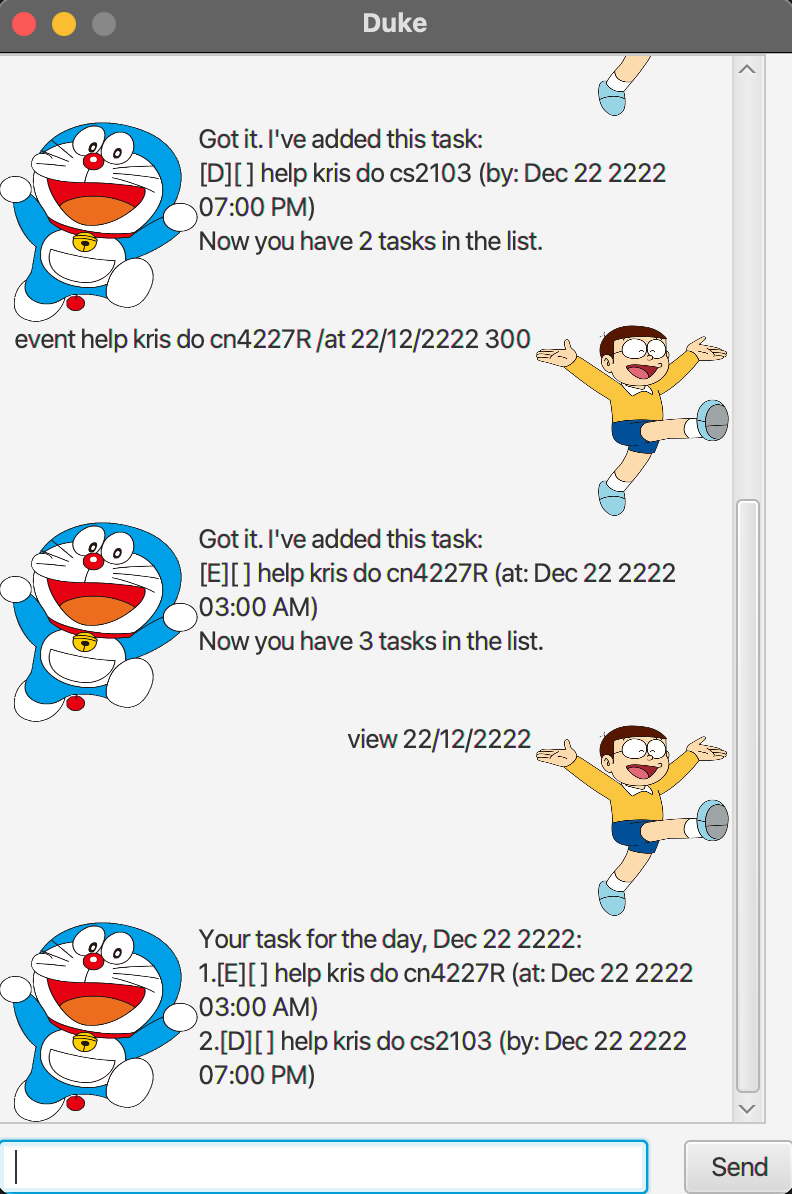 Duke
Got it. I've added this task:
[D][ ] help kris do cs2103 (by: Dec 22 2222
07:00 PM)
Now you have 2 tasks in the list.
event help kris do cn4227R /at 22/12/2222 300
Got it. I've added this task:
[E][ ] help kris do cn4227R (at: Dec 22 2222
03:00 AM)
Now you have 3 tasks in the list.
view 22/12/2222
Your task for the day, Dec 22 2222:
1.[E][ ] help kris do cn4227R (at: Dec 22 2222
03:00 AM)
2.[D][ ] help kris do cs2103 (by: Dec 22 2222
07:00 PM)
Send